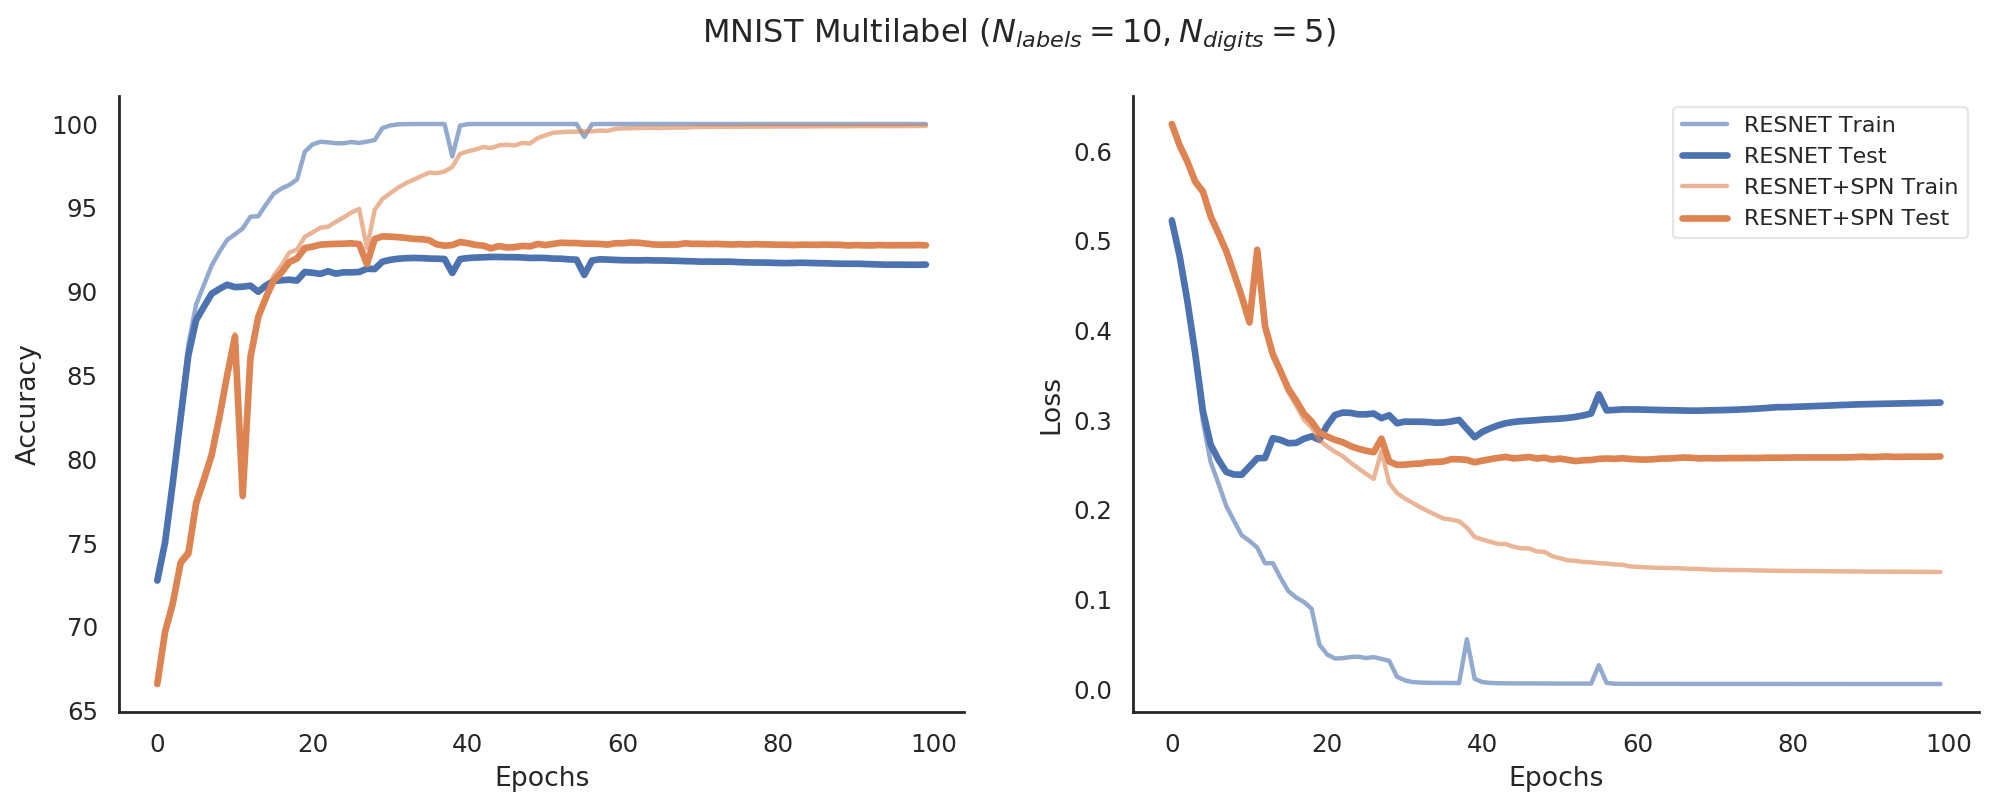 MNIST Multilabel (N_labels = 10, N_digits = 5)
Accuracy
100
95
90
85
80
75
70
65
0 20 40 60 80 100
Epochs
Loss
0.6
0.5
0.4
0.3
0.2
0.1
0.0
0 20 40 60 80 100
Epochs
RESNET Train
RESNET Test
RESNET+SPN Train
RESNET+SPN Test